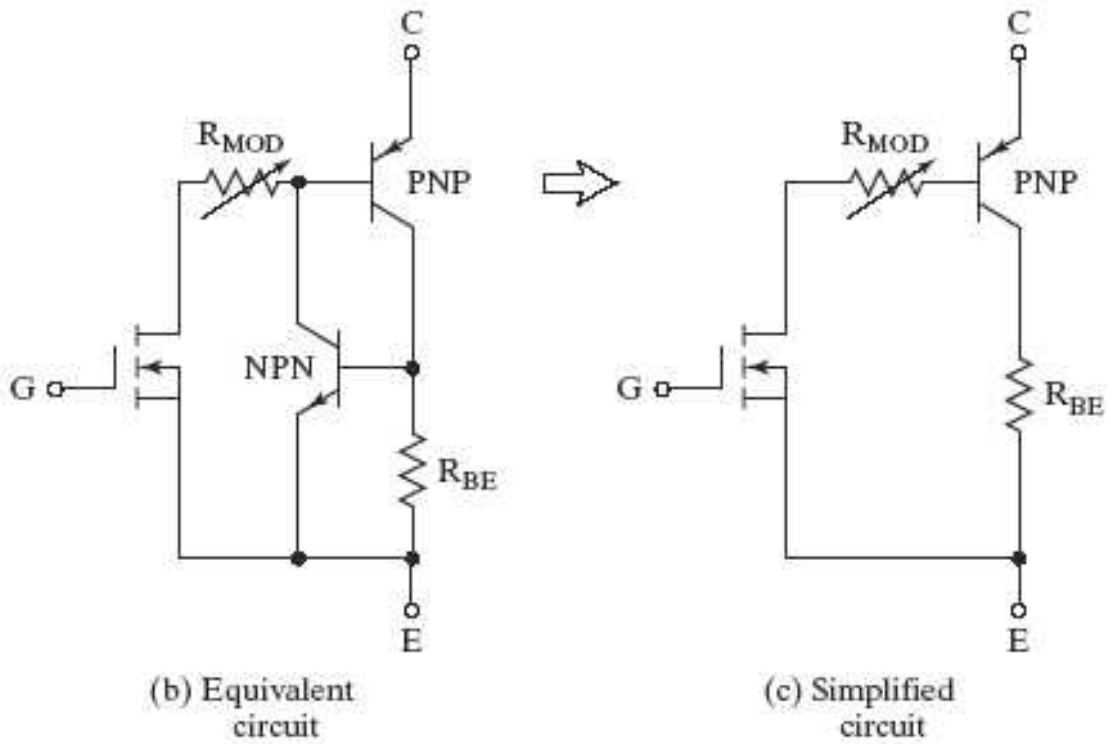 C
R_MOD
PNP
NPN
G
R_BE
E
(b) Equivalent
circuit
C
R_MOD
PNP
G
R_BE
E
(c) Simplified
circuit